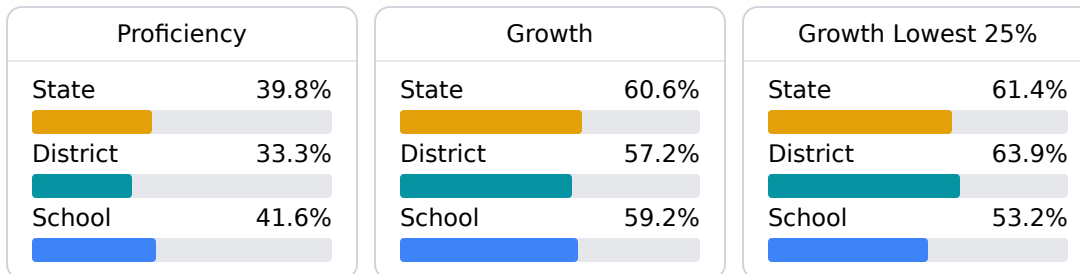 Proficiency
State 39.8%
District 33.3%
School 41.6%
Growth
State 60.6%
District 57.2%
School 59.2%
Growth Lowest 25%
State 61.4%
District 63.9%
School 53.2%